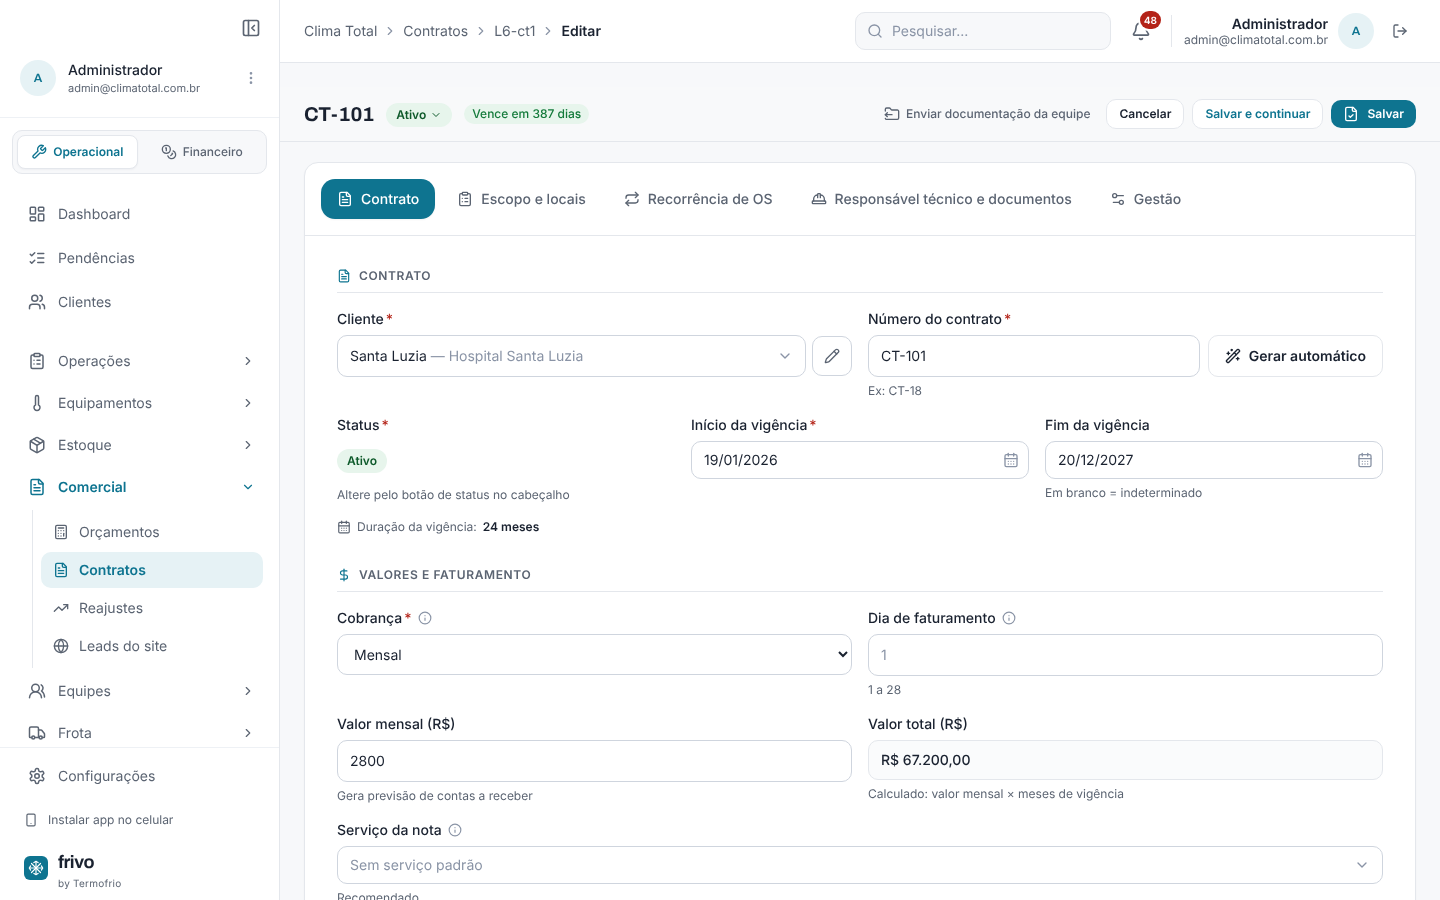 A
Administrador
admin@climatotal.com.br
Operacional
Financeiro
Dashboard
Pendências
Clientes
Operações
Equipamentos
Estoque
Comercial
Orçamentos
Contratos
Reajustes
Leads do site
Equipes
Frota
Configurações
Instalar app no celular
frivo
by Termofrio
Clima Total > Contratos > L6-ct1 > Editar
Pesquisar...
48
Administrador
admin@climatotal.com.br
A
CT-101
Ativo
Vence em 387 dias
Enviar documentação da equipe
Cancelar
Salvar e continuar
Salvar
Contrato
Escopo e locais
Recorrência de OS
Responsável técnico e documentos
Gestão
CONTRATO
Cliente *
Santa Luzia — Hospital Santa Luzia
Número do contrato *
CT-101
Gerar automático
Ex: CT-18
Status *
Ativo
Altere pelo botão de status no cabeçalho
Início da vigência *
19/01/2026
Fim da vigência
20/12/2027
Em branco = indeterminado
Duração da vigência: 24 meses
VALORES E FATURAMENTO
Cobrança *
Mensal
Dia de faturamento
1
1 a 28
Valor mensal (R$)
2800
Gera previsão de contas a receber
Valor total (R$)
R$ 67.200,00
Calculado: valor mensal × meses de vigência
Serviço da nota
Sem serviço padrão
Recomendado